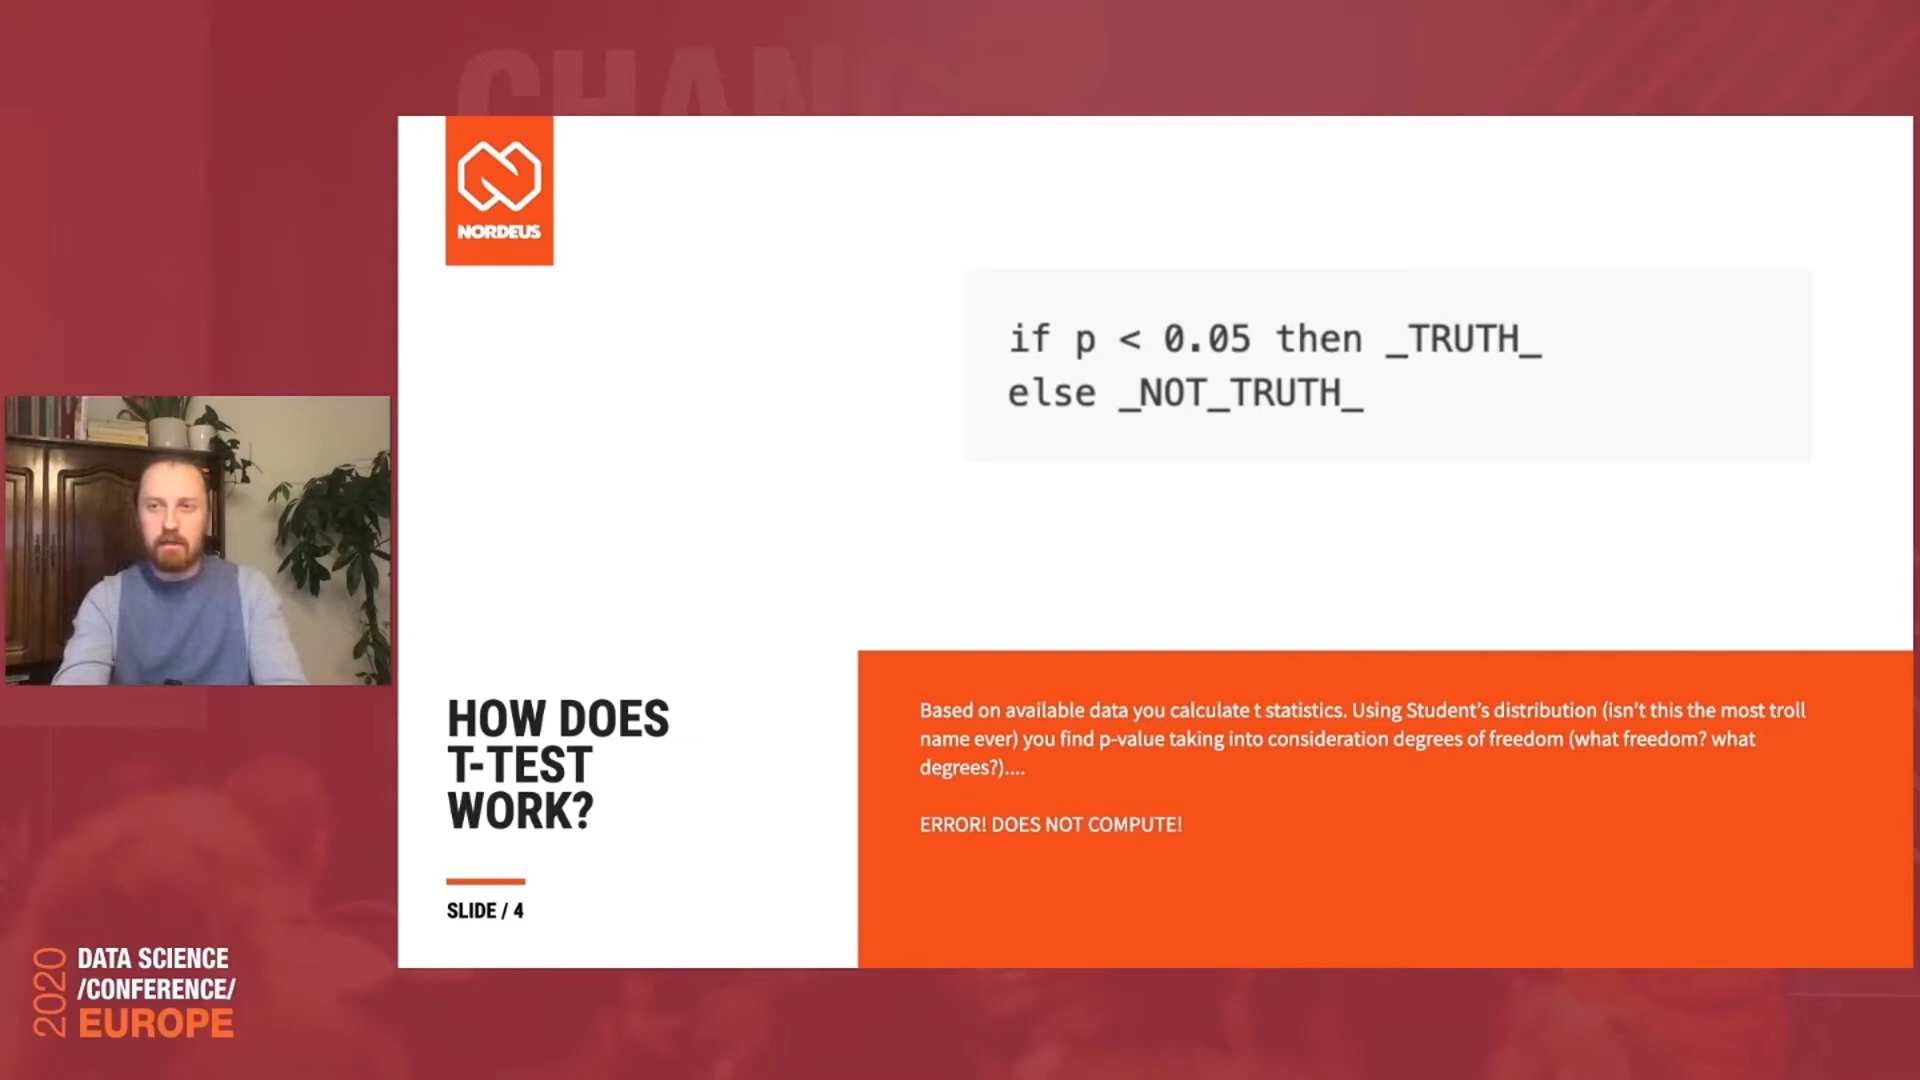 CHANG
NORDEUS
if p < 0.05 then _TRUTH_
else _NOT_TRUTH_
HOW DOES
T-TEST
WORK?
SLIDE / 4
Based on available data you calculate t statistics. Using Student’s distribution (isn’t this the most troll
name ever) you find p-value taking into consideration degrees of freedom (what freedom? what
degrees?)....
ERROR! DOES NOT COMPUTE!
2020
DATA SCIENCE
/CONFERENCE/
EUROPE